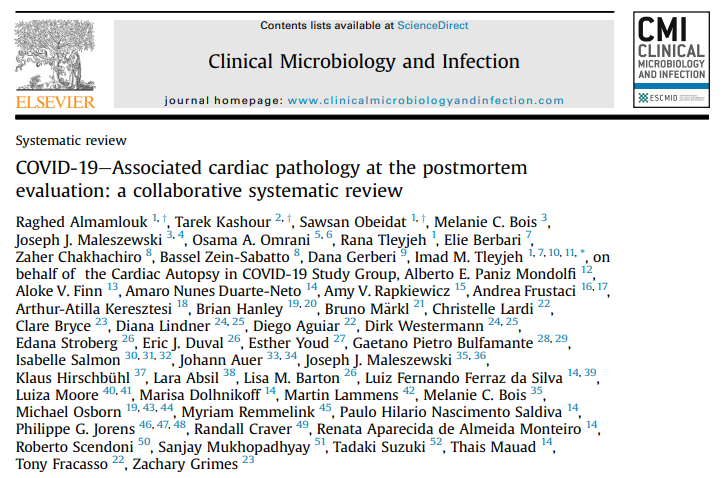 Contents lists available at ScienceDirect
Clinical Microbiology and Infection
journal homepage: www.clinicalmicrobiologyandinfection.com
ELSEVIER
CMI
CLINICAL
MICROBIOLOGY
AND INFECTION
ESCMID
Systematic review
COVID-19—Associated cardiac pathology at the postmortem
evaluation: a collaborative systematic review
Raghed Almamlouk 1, †, Tarek Kashour 2, †, Sawsan Obeidat 1, †, Melanie C. Bois 3,
Joseph J. Maleszewski 3, 4, Osama A. Omrani 5, 6, Rana Tleyjeh 1, Elie Berbari 7,
Zaher Chakhachiro 8, Bassel Zein-Sabatto 8, Dana Gerberi 9, Imad M. Tleyjeh 1, 7, 10, 11, *, on
behalf of the Cardiac Autopsy in COVID-19 Study Group, Alberto E. Paniz Mondolfi 12,
Aloke V. Finn 13, Amaro Nunes Duarte-Neto 14, Amy V. Rapkiewicz 15, Andrea Frustaci 16, 17,
Arthur-Atilla Keresztesi 18, Brian Hanley 19, 20, Bruno Märkl 21, Christelle Lardi 22,
Clare Bryce 23, Diana Lindner 24, 25, Diego Aguiar 22, Dirk Westermann 24, 25,
Edana Stroberg 26, Eric J. Duval 26, Esther Youd 27, Gaetano Pietro Bulfamante 28, 29,
Isabelle Salmon 30, 31, 32, Johann Auer 33, 34, Joseph J. Maleszewski 35, 36,
Klaus Hirschbühl 37, Lara Absil 38, Lisa M. Barton 26, Luiz Fernando Ferraz da Silva 14, 39,
Luiza Moore 40, 41, Marisa Dolhnikoff 14, Martin Lammens 42, Melanie C. Bois 35,
Michael Osborn 19, 43, 44, Myriam Remmelink 45, Paulo Hilario Nascimento Saldiva 14,
Philippe G. Jorens 46, 47, 48, Randall Craver 49, Renata Aparecida de Almeida Monteiro 14,
Roberto Scendoni 50, Sanjay Mukhopadhyay 51, Tadaki Suzuki 52, Thais Mauad 14,
Tony Fracasso 22, Zachary Grimes 23